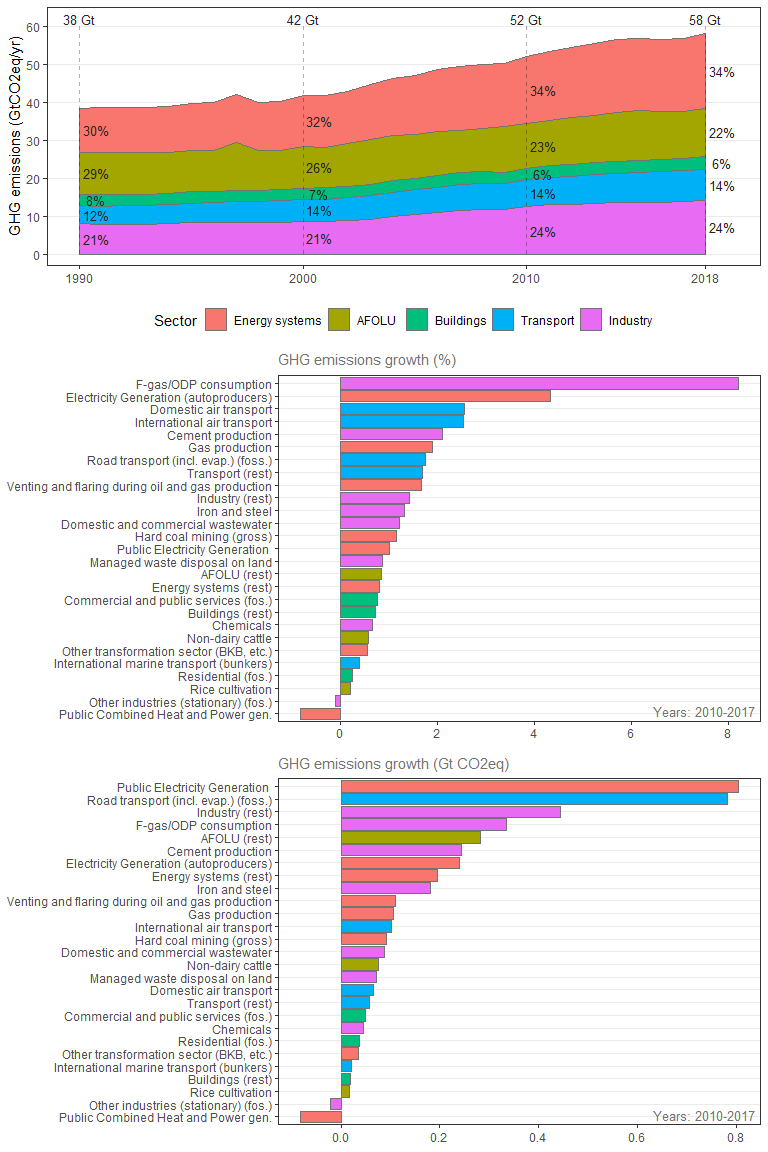 38 Gt 42 Gt 52 Gt 58 Gt
GHG emissions (GtCO2eq/yr)
60
50
40
30
20
10
0
30% 32% 34% 34%
29% 26% 23% 22%
8% 7% 6% 6%
12% 14% 14% 14%
21% 21% 24% 24%
1990 2000 2010 2018
Sector Energy systems AFOLU Buildings Transport Industry
GHG emissions growth (%)
F-gas/ODP consumption
Electricity Generation (autoproducers)
Domestic air transport
International air transport
Cement production
Gas production
Road transport (incl. evap.) (foss.)
Transport (rest)
Venting and flaring during oil and gas production
Industry (rest)
Iron and steel
Domestic and commercial wastewater
Hard coal mining (gross)
Public Electricity Generation
Managed waste disposal on land
AFOLU (rest)
Energy systems (rest)
Commercial and public services (fos.)
Buildings (rest)
Chemicals
Non-dairy cattle
Other transformation sector (BKB, etc.)
International marine transport (bunkers)
Residential (fos.)
Rice cultivation
Other industries (stationary) (fos.)
Public Combined Heat and Power gen.
Years: 2010-2017
0 2 4 6 8
GHG emissions growth (Gt CO2eq)
Public Electricity Generation
Road transport (incl. evap.) (foss.)
Industry (rest)
F-gas/ODP consumption
AFOLU (rest)
Cement production
Electricity Generation (autoproducers)
Energy systems (rest)
Iron and steel
Venting and flaring during oil and gas production
Gas production
International air transport
Hard coal mining (gross)
Domestic and commercial wastewater
Non-dairy cattle
Managed waste disposal on land
Domestic air transport
Transport (rest)
Commercial and public services (fos.)
Chemicals
Residential (fos.)
Other transformation sector (BKB, etc.)
International marine transport (bunkers)
Buildings (rest)
Rice cultivation
Other industries (stationary) (fos.)
Public Combined Heat and Power gen.
Years: 2010-2017
0.0 0.2 0.4 0.6 0.8